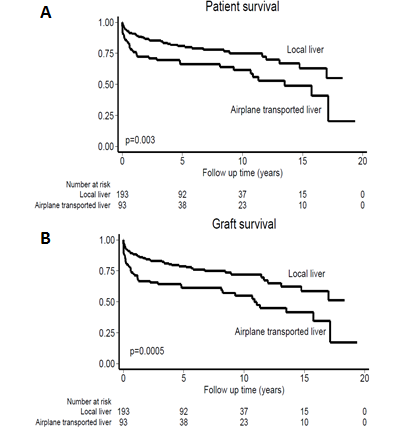 A
Patient survival
1.00
0.75
0.50
0.25
0.00
Local liver
Airplane transported liver
p=0.003
0 5 10 15 20
Follow up time (years)
Number at risk
Local liver 193 92 37 15 0
Airplane transported liver 93 38 23 10 0
B
Graft survival
1.00
0.75
0.50
0.25
0.00
Local liver
Airplane transported liver
p=0.0005
0 5 10 15 20
Follow up time (years)
Number at risk
Local liver 193 92 37 15 0
Airplane transported liver 93 38 23 10 0